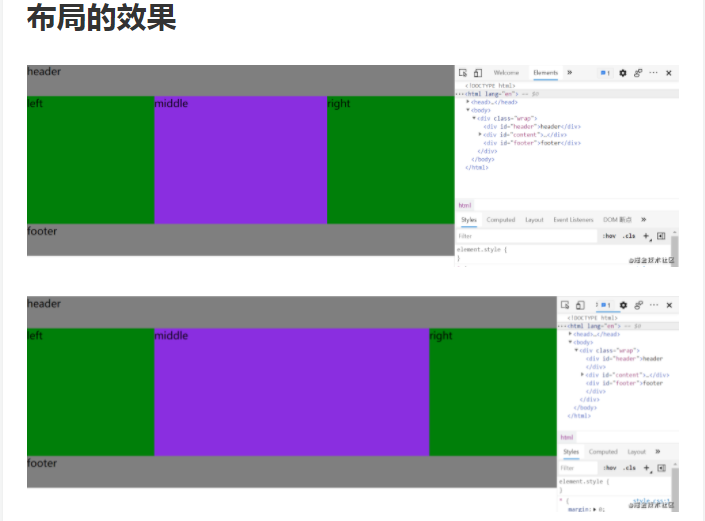 布局的效果
header
left middle right
footer
Welcome Elements » 1
<!DOCTYPE html>
<html lang="en"> == $0
<head>…</head>
<body>
<div class="wrap">
<div id="header">header</div>
<div id="content">…</div>
<div id="footer">footer</div>
</div>
</body>
</html>
html
Styles Computed Layout Event Listeners DOM 断点 »
Filter :hov .cls +
element.style {
}
@稀土掘金技术社区
header
left middle right
footer
1
<!DOCTYPE html>
<html lang="en"> == $0
<head>…</head>
<body>
<div class="wrap">
<div id="header">header
</div>
<div id="content">…</div>
<div id="footer">footer
</div>
</div>
</body>
</html>
html
Styles Computed Layout »
Filter :hov .cls +
element.style {
}
* { style.css:1
margin: 0;
@稀土掘金技术社区